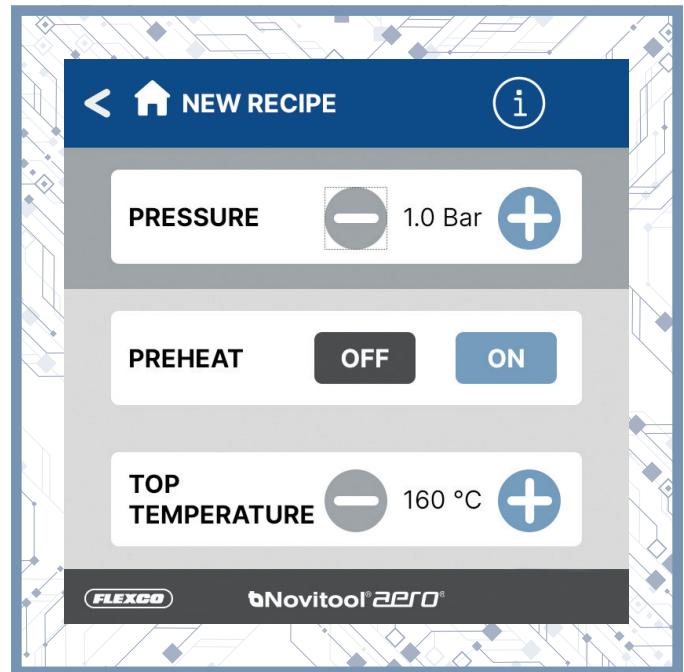 < NEW RECIPE i
PRESSURE 1.0 Bar
PREHEAT OFF ON
TOP
TEMPERATURE 160 °C
FLEXCO Novitool® aero®